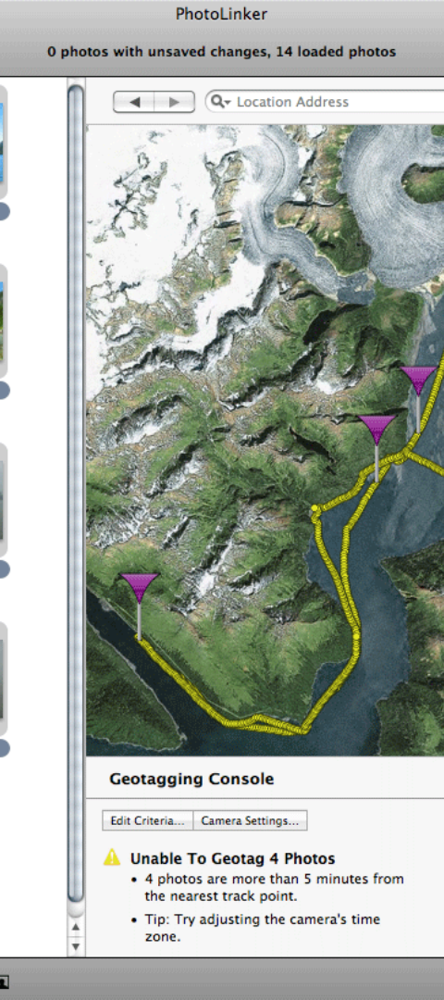 PhotoLinker
0 photos with unsaved changes, 14 loaded photos
Location Address
Geotagging Console
Edit Criteria...
Camera Settings...
Unable To Geotag 4 Photos
• 4 photos are more than 5 minutes from
the nearest track point.
• Tip: Try adjusting the camera's time
zone.